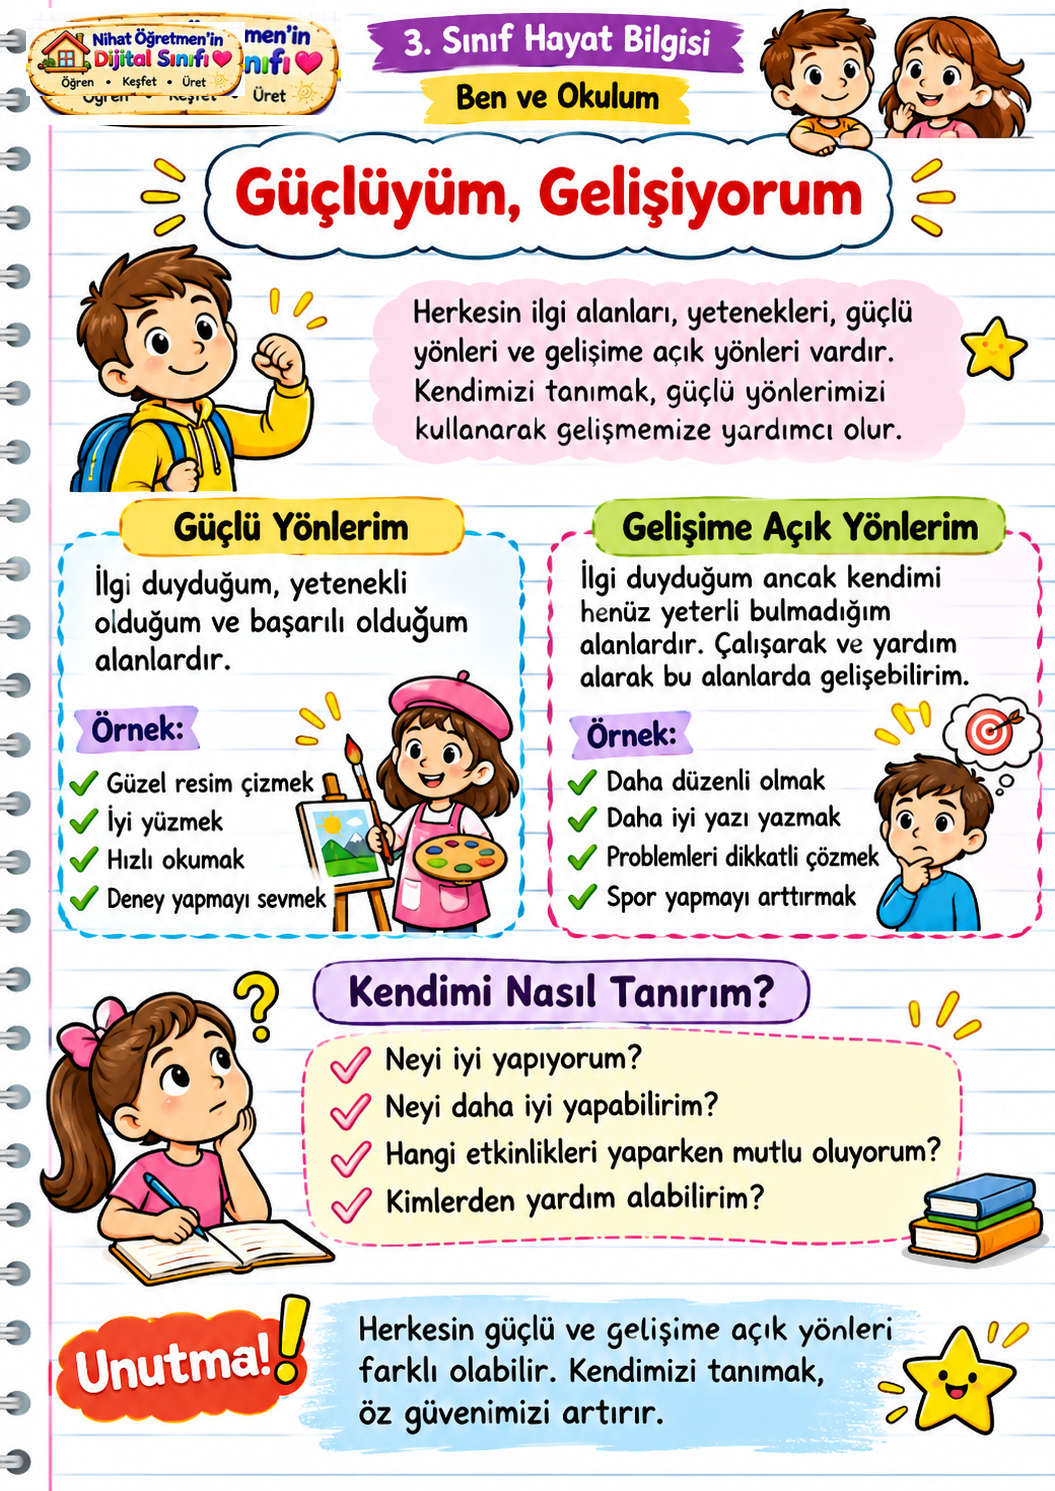 Nihat Öğretmen'in
Dijital Sınıfı
Öğren • Keşfet • Üret
men'in
nıfı
Öğren • Keşfet • Üret
3. Sınıf Hayat Bilgisi
Ben ve Okulum
Güçlüyüm, Gelişiyorum
Herkesin ilgi alanları, yetenekleri, güçlü
yönleri ve gelişime açık yönleri vardır.
Kendimizi tanımak, güçlü yönlerimizi
kullanarak gelişmemize yardımcı olur.
Güçlü Yönlerim
İlgi duyduğum, yetenekli
olduğum ve başarılı olduğum
alanlardır.
Örnek:
Güzel resim çizmek
İyi yüzmek
Hızlı okumak
Deney yapmayı sevmek
Gelişime Açık Yönlerim
İlgi duyduğum ancak kendimi
henüz yeterli bulmadığım
alanlardır. Çalışarak ve yardım
alarak bu alanlarda gelişebilirim.
Örnek:
Daha düzenli olmak
Daha iyi yazı yazmak
Problemleri dikkatli çözmek
Spor yapmayı arttırmak
Kendimi Nasıl Tanırım?
Neyi iyi yapıyorum?
Neyi daha iyi yapabilirim?
Hangi etkinlikleri yaparken mutlu oluyorum?
Kimlerden yardım alabilirim?
Unutma!
Herkesin güçlü ve gelişime açık yönleri
farklı olabilir. Kendimizi tanımak,
öz güvenimizi artırır.